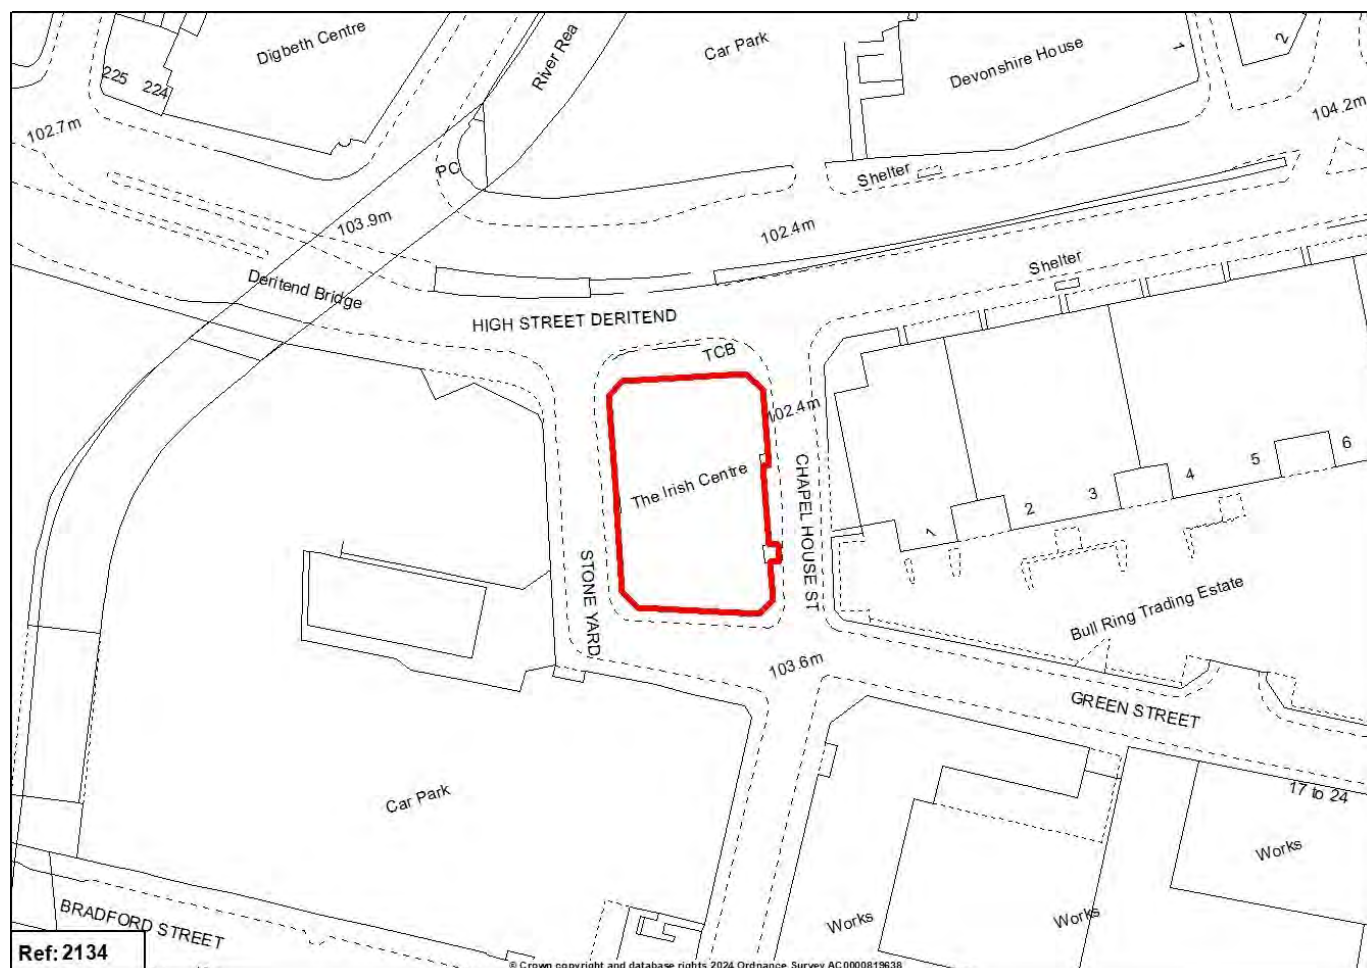 Digbeth Centre
River Rea
Car Park
Devonshire House
1
2
225
224
102.7m
104.2m
PC
Shelter
103.9m
102.4m
Deritend Bridge
Shelter
HIGH STREET DERITEND
TCB
102.4m
The Irish Centre
CHAPEL HOUSE ST
STONE YARD
1
2
3
4
5
6
Bull Ring Trading Estate
103.6m
GREEN STREET
Car Park
17 to 24
Works
Works
Works
BRADFORD STREET
Ref: 2134
© Crown copyright and database rights 2024 Ordnance Survey AC0000819638